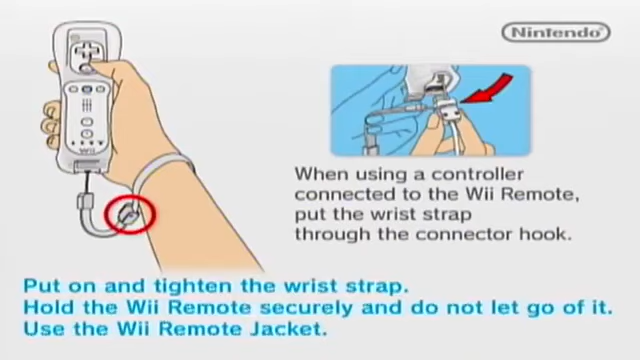 Nintendo
When using a controller
connected to the Wii Remote,
put the wrist strap
through the connector hook.
Wii
Put on and tighten the wrist strap.
Hold the Wii Remote securely and do not let go of it.
Use the Wii Remote Jacket.